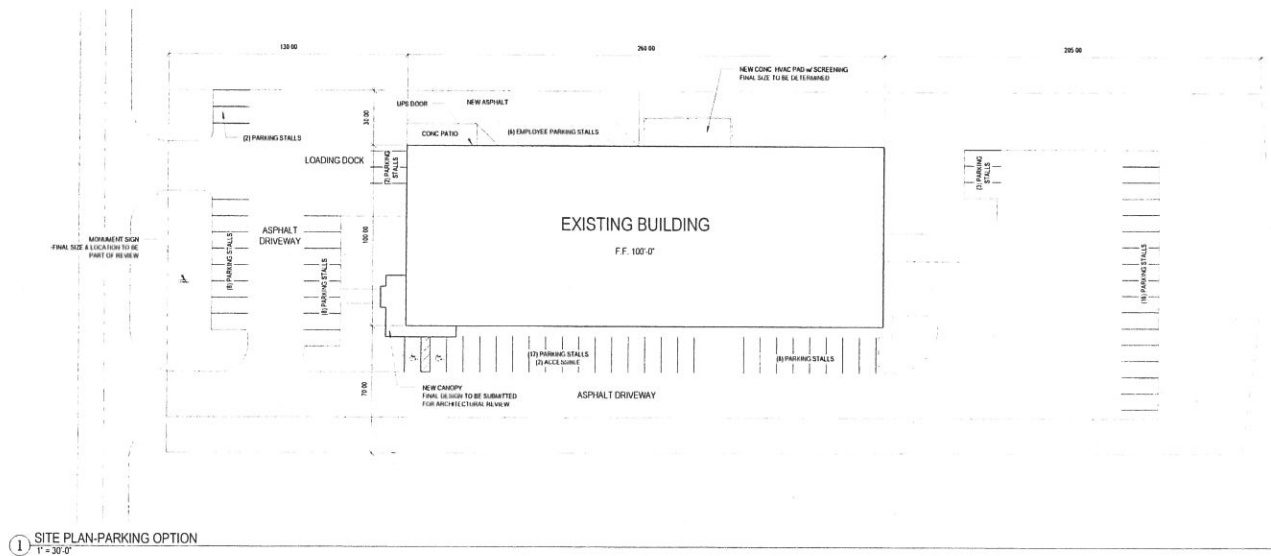 130 00
260 00
205 00
NEW CONC HVAC PAD w/ SCREENING
FINAL SIZE TO BE DETERMINED
UPS DOOR
NEW ASPHALT
30 00
(2) PARKING STALLS
CONC PATIO
(6) EMPLOYEE PARKING STALLS
LOADING DOCK
(2) PARKING
STALLS
(3) PARKING
STALLS
EXISTING BUILDING
F.F. 100'-0"
ASPHALT
DRIVEWAY
100 00
MONUMENT SIGN
-FINAL SIZE & LOCATION TO BE
PART OF REVIEW
PARKING STALLS
(8) PARKING STALLS
PARKING STALLS
(17) PARKING STALLS
(2) ACCESSIBLE
(8) PARKING STALLS
70 00
NEW CANOPY
FINAL DESIGN TO BE SUBMITTED
FOR ARCHITECTURAL REVIEW
ASPHALT DRIVEWAY
1
SITE PLAN-PARKING OPTION
1" = 30'-0"